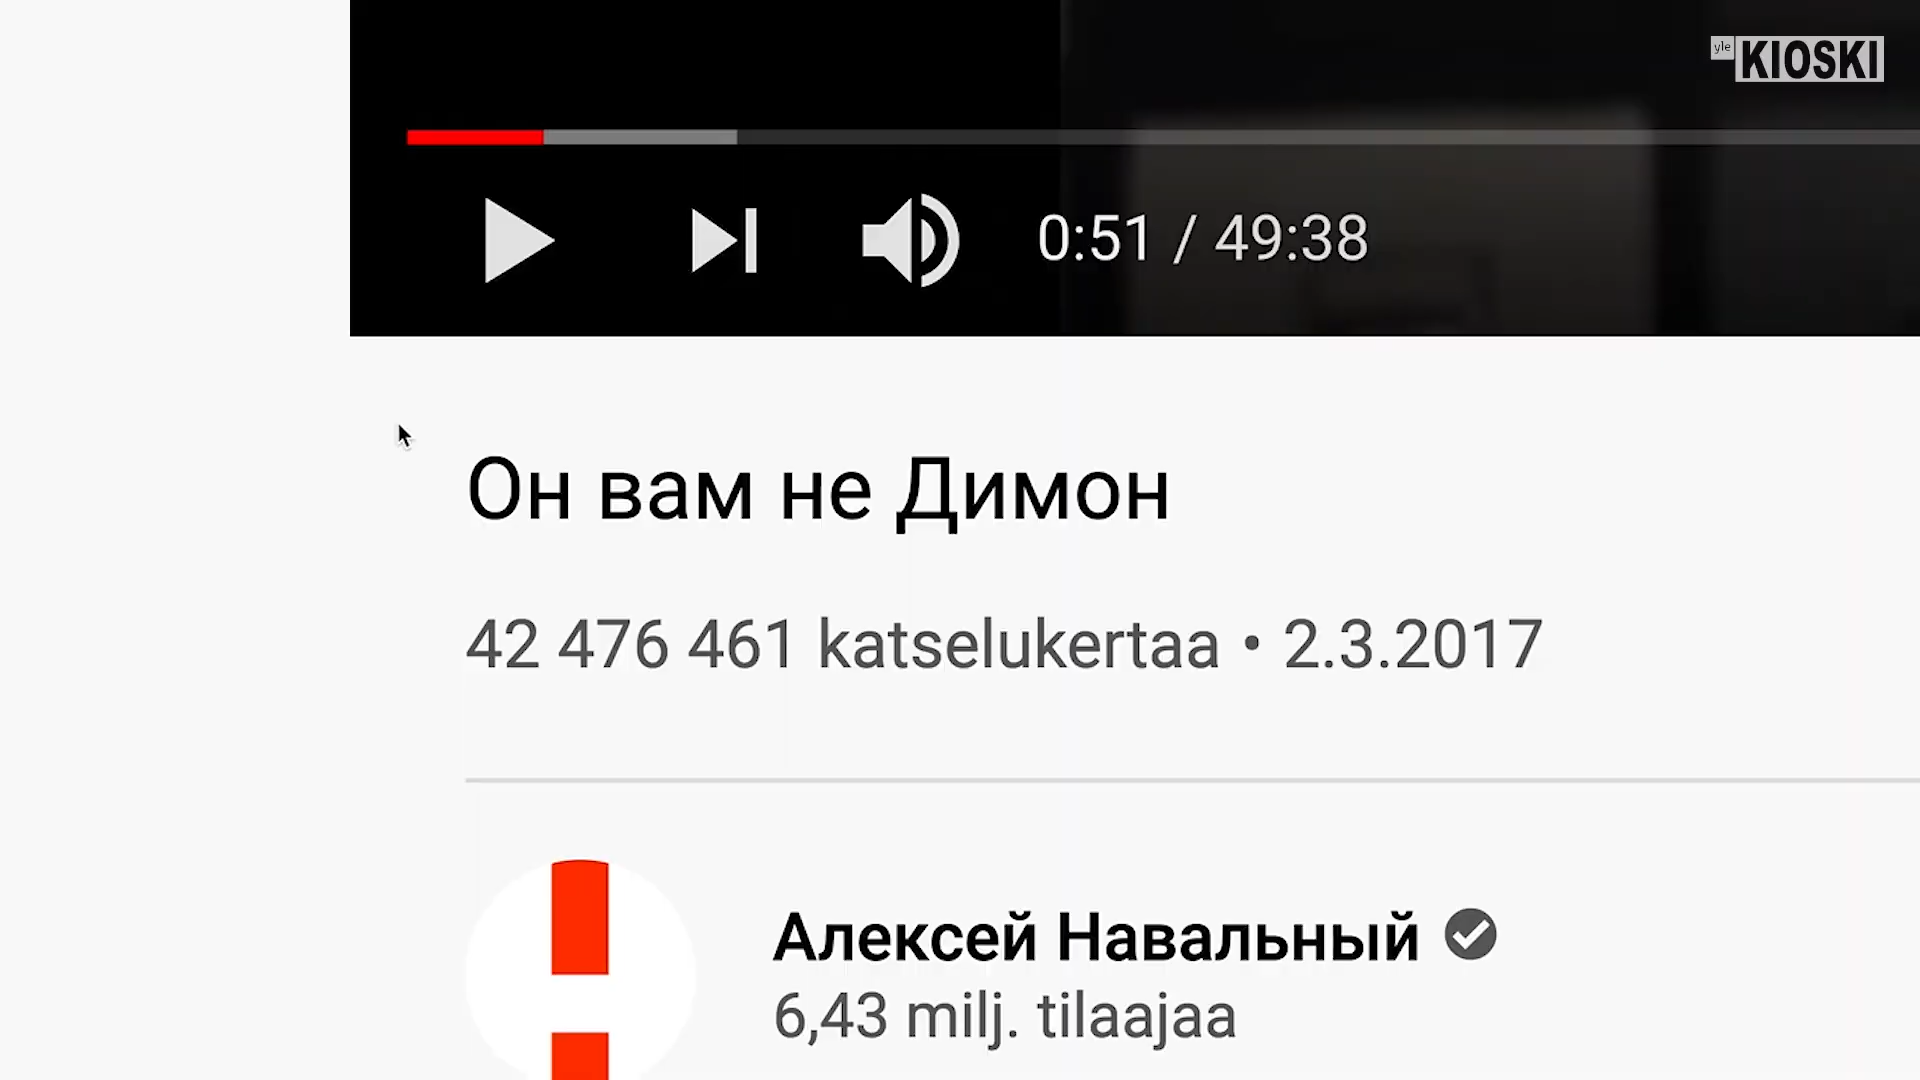 yle KIOSKI
0:51 / 49:38
Он вам не Димон
42 476 461 katselukertaa • 2.3.2017
Алексей Навальный
6,43 milj. tilaajaa